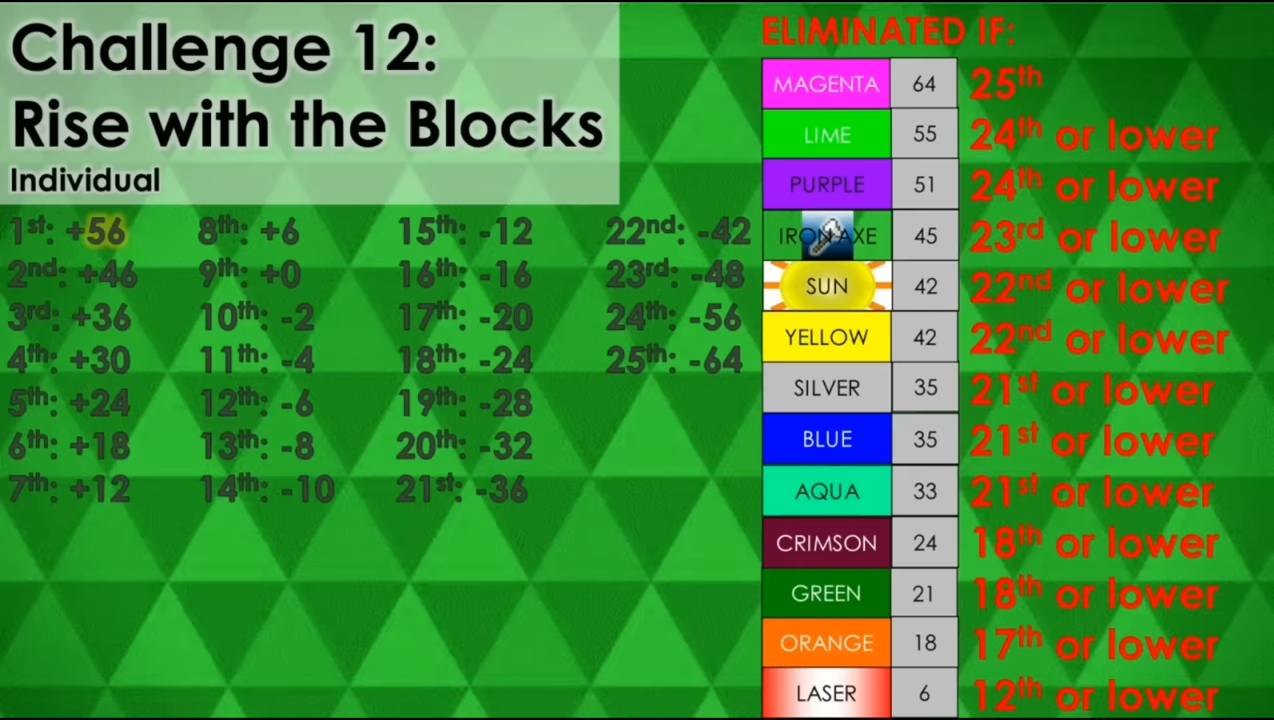 Challenge 12:
Rise with the Blocks
Individual
1st: +56
2nd: +46
3rd: +36
4th: +30
5th: +24
6th: +18
7th: +12
8th: +6
9th: +0
10th: -2
11th: -4
12th: -6
13th: -8
14th: -10
15th: -12
16th: -16
17th: -20
18th: -24
19th: -28
20th: -32
21st: -36
22nd: -42
23rd: -48
24th: -56
25th: -64
ELIMINATED IF:
MAGENTA 64 25th
LIME 55 24th or lower
PURPLE 51 24th or lower
IRON AXE 45 23rd or lower
SUN 42 22nd or lower
YELLOW 42 22nd or lower
SILVER 35 21st or lower
BLUE 35 21st or lower
AQUA 33 21st or lower
CRIMSON 24 18th or lower
GREEN 21 18th or lower
ORANGE 18 17th or lower
LASER 6 12th or lower